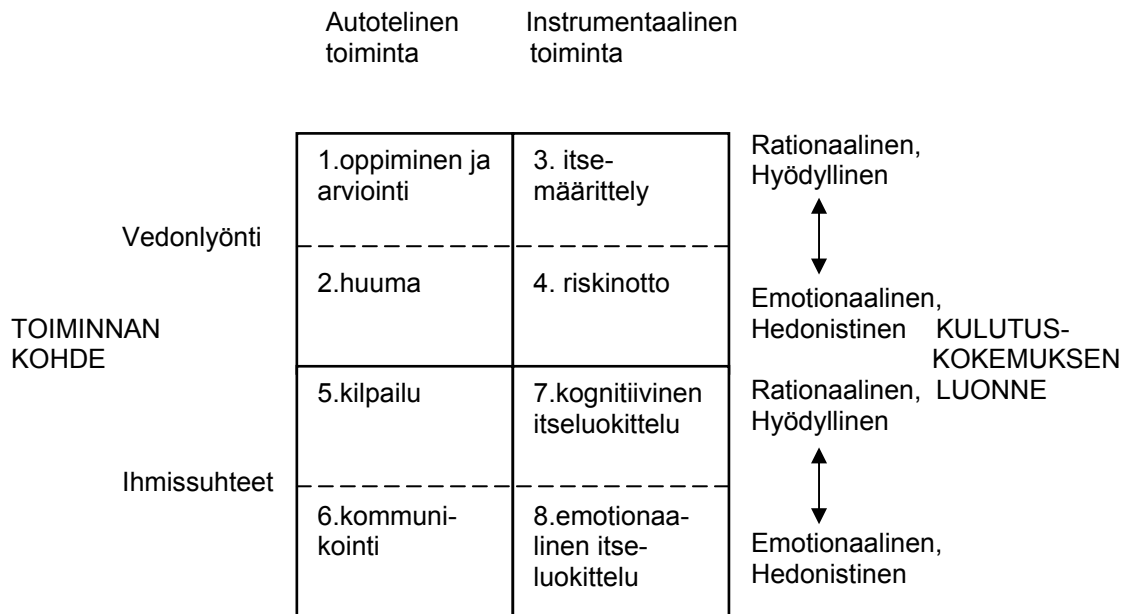 Autotelinen
toiminta
Instrumentaalinen
toiminta
1.oppiminen ja
arviointi
3. itse-
määrittely
Rationaalinen,
Hyödyllinen
Vedonlyönti
2.huuma
4. riskinotto
Emotionaalinen,
Hedonistinen
TOIMINNAN
KOHDE
KULUTUS-
KOKEMUKSEN
LUONNE
5.kilpailu
7.kognitiivinen
itseluokittelu
Rationaalinen,
Hyödyllinen
Ihmissuhteet
6.kommuni-
kointi
8.emotionaa-
linen itse-
luokittelu
Emotionaalinen,
Hedonistinen